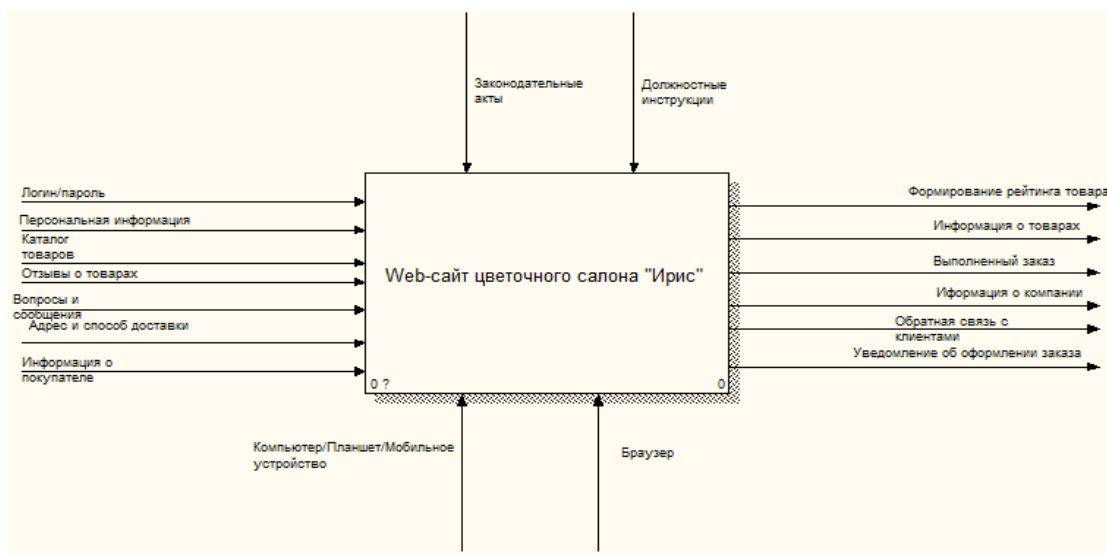 Законодательные
акты
Должностные
инструкции
Логин/пароль
Персональная информация
Каталог
товаров
Отзывы о товарах
Вопросы и
сообщения
Адрес и способ доставки
Информация о
покупателе
Web-сайт цветочного салона "Ирис"
0 ?
0
Формирование рейтинга товара
Информация о товарах
Выполненный заказ
Иформация о компании
Обратная связь с
клиентами
Уведомление об оформлении заказа
Компьютер/Планшет/Мобильное
устройство
Браузер